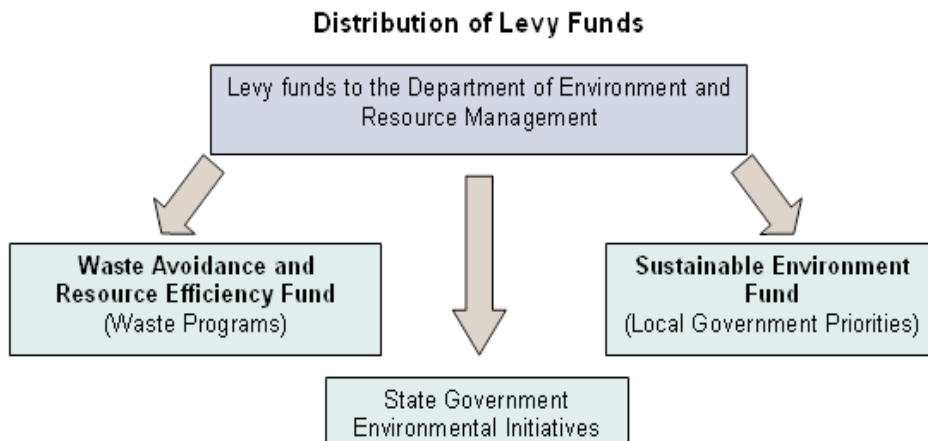 Distribution of Levy Funds
Levy funds to the Department of Environment and
Resource Management
Waste Avoidance and
Resource Efficiency Fund
(Waste Programs)
Sustainable Environment
Fund
(Local Government Priorities)
State Government
Environmental Initiatives